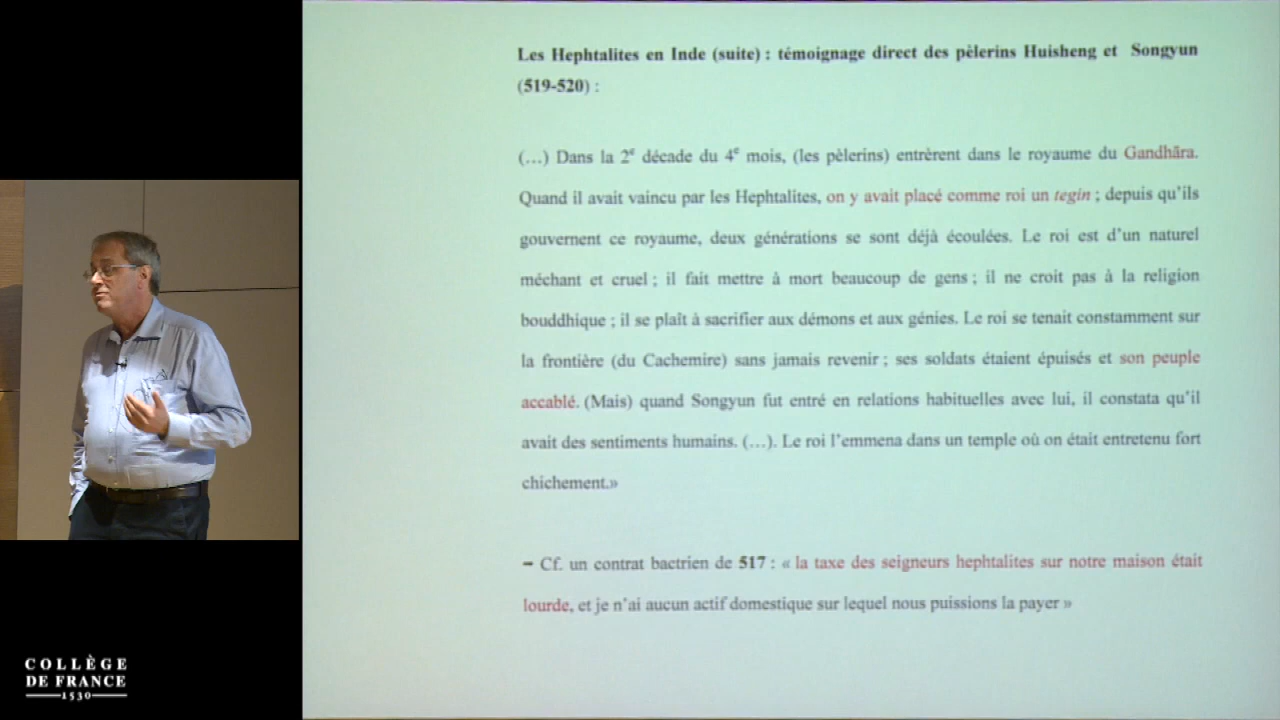 Les Hephtalites en Inde (suite) : témoignage direct des pèlerins Huisheng et Songyun
(519-520) :
(…) Dans la 2e décade du 4e mois, (les pèlerins) entrèrent dans le royaume du Gandhāra.
Quand il avait vaincu par les Hephtalites, on y avait placé comme roi un tegin ; depuis qu’ils
gouvernent ce royaume, deux générations se sont déjà écoulées. Le roi est d’un naturel
méchant et cruel ; il fait mettre à mort beaucoup de gens ; il ne croit pas à la religion
bouddhique ; il se plaît à sacrifier aux démons et aux génies. Le roi se tenait constamment sur
la frontière (du Cachemire) sans jamais revenir ; ses soldats étaient épuisés et son peuple
accablé. (Mais) quand Songyun fut entré en relations habituelles avec lui, il constata qu’il
avait des sentiments humains. (…). Le roi l’emmena dans un temple où on était entretenu fort
chichement.»
– Cf. un contrat bactrien de 517 : « la taxe des seigneurs hephtalites sur notre maison était
lourde, et je n’ai aucun actif domestique sur lequel nous puissions la payer »
COLLÈGE
DE FRANCE
1530